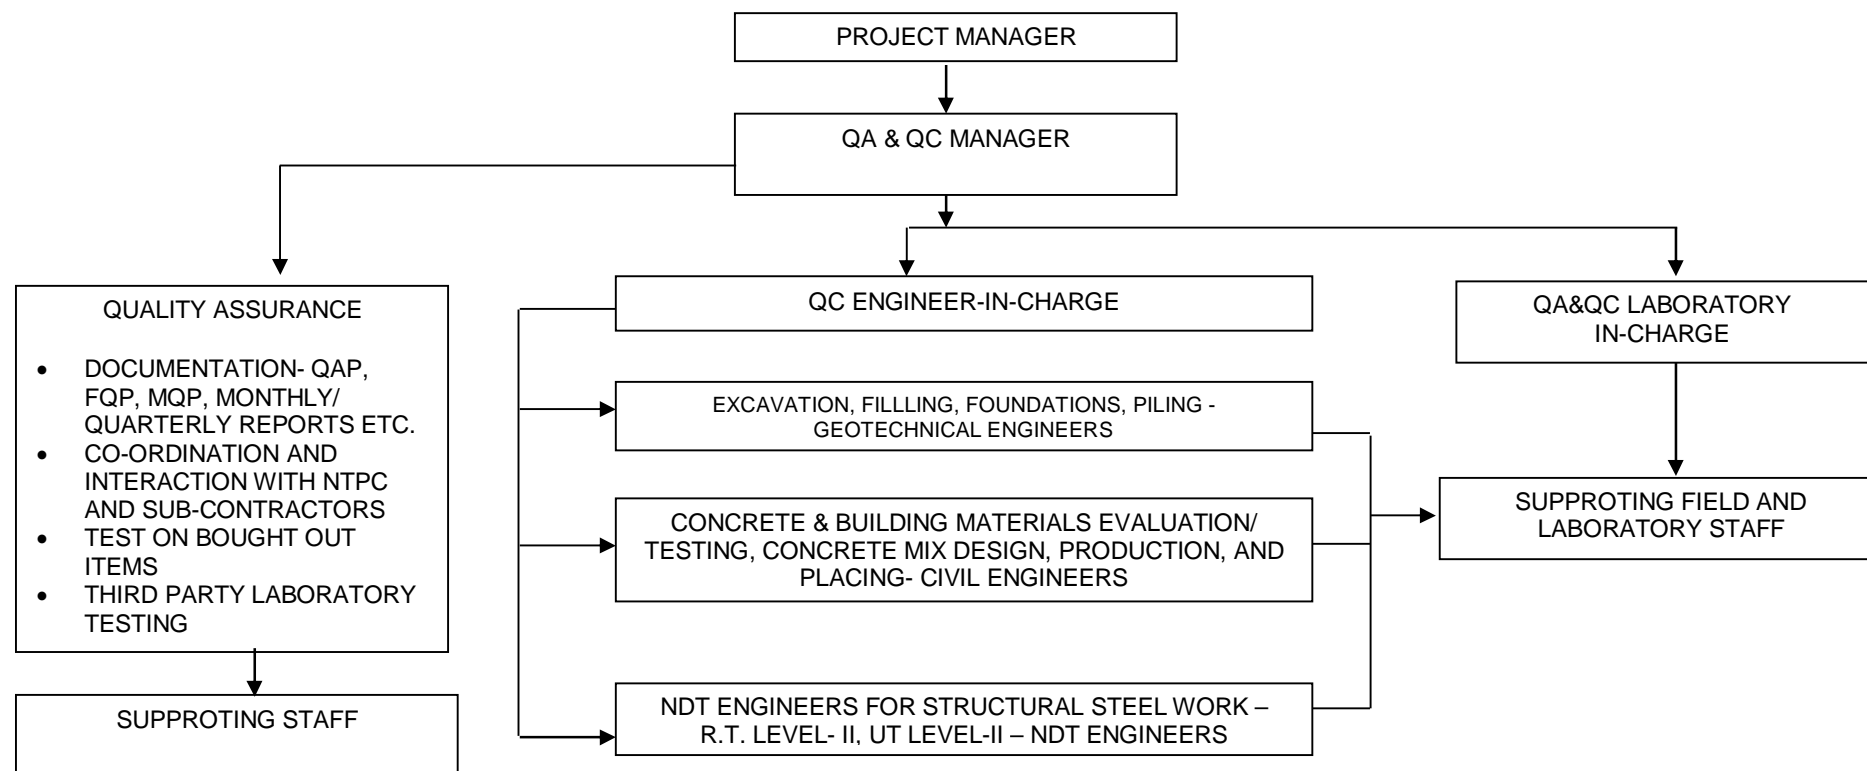 PROJECT MANAGER
QA & QC MANAGER
QUALITY ASSURANCE
• DOCUMENTATION- QAP,
FQP, MQP, MONTHLY/
QUARTERLY REPORTS ETC.
• CO-ORDINATION AND
INTERACTION WITH NTPC
AND SUB-CONTRACTORS
• TEST ON BOUGHT OUT
ITEMS
• THIRD PARTY LABORATORY
TESTING
SUPPROTING STAFF
QC ENGINEER-IN-CHARGE
EXCAVATION, FILLLING, FOUNDATIONS, PILING -
GEOTECHNICAL ENGINEERS
CONCRETE & BUILDING MATERIALS EVALUATION/
TESTING, CONCRETE MIX DESIGN, PRODUCTION, AND
PLACING- CIVIL ENGINEERS
NDT ENGINEERS FOR STRUCTURAL STEEL WORK –
R.T. LEVEL- II, UT LEVEL-II – NDT ENGINEERS
QA&QC LABORATORY
IN-CHARGE
SUPPROTING FIELD AND
LABORATORY STAFF